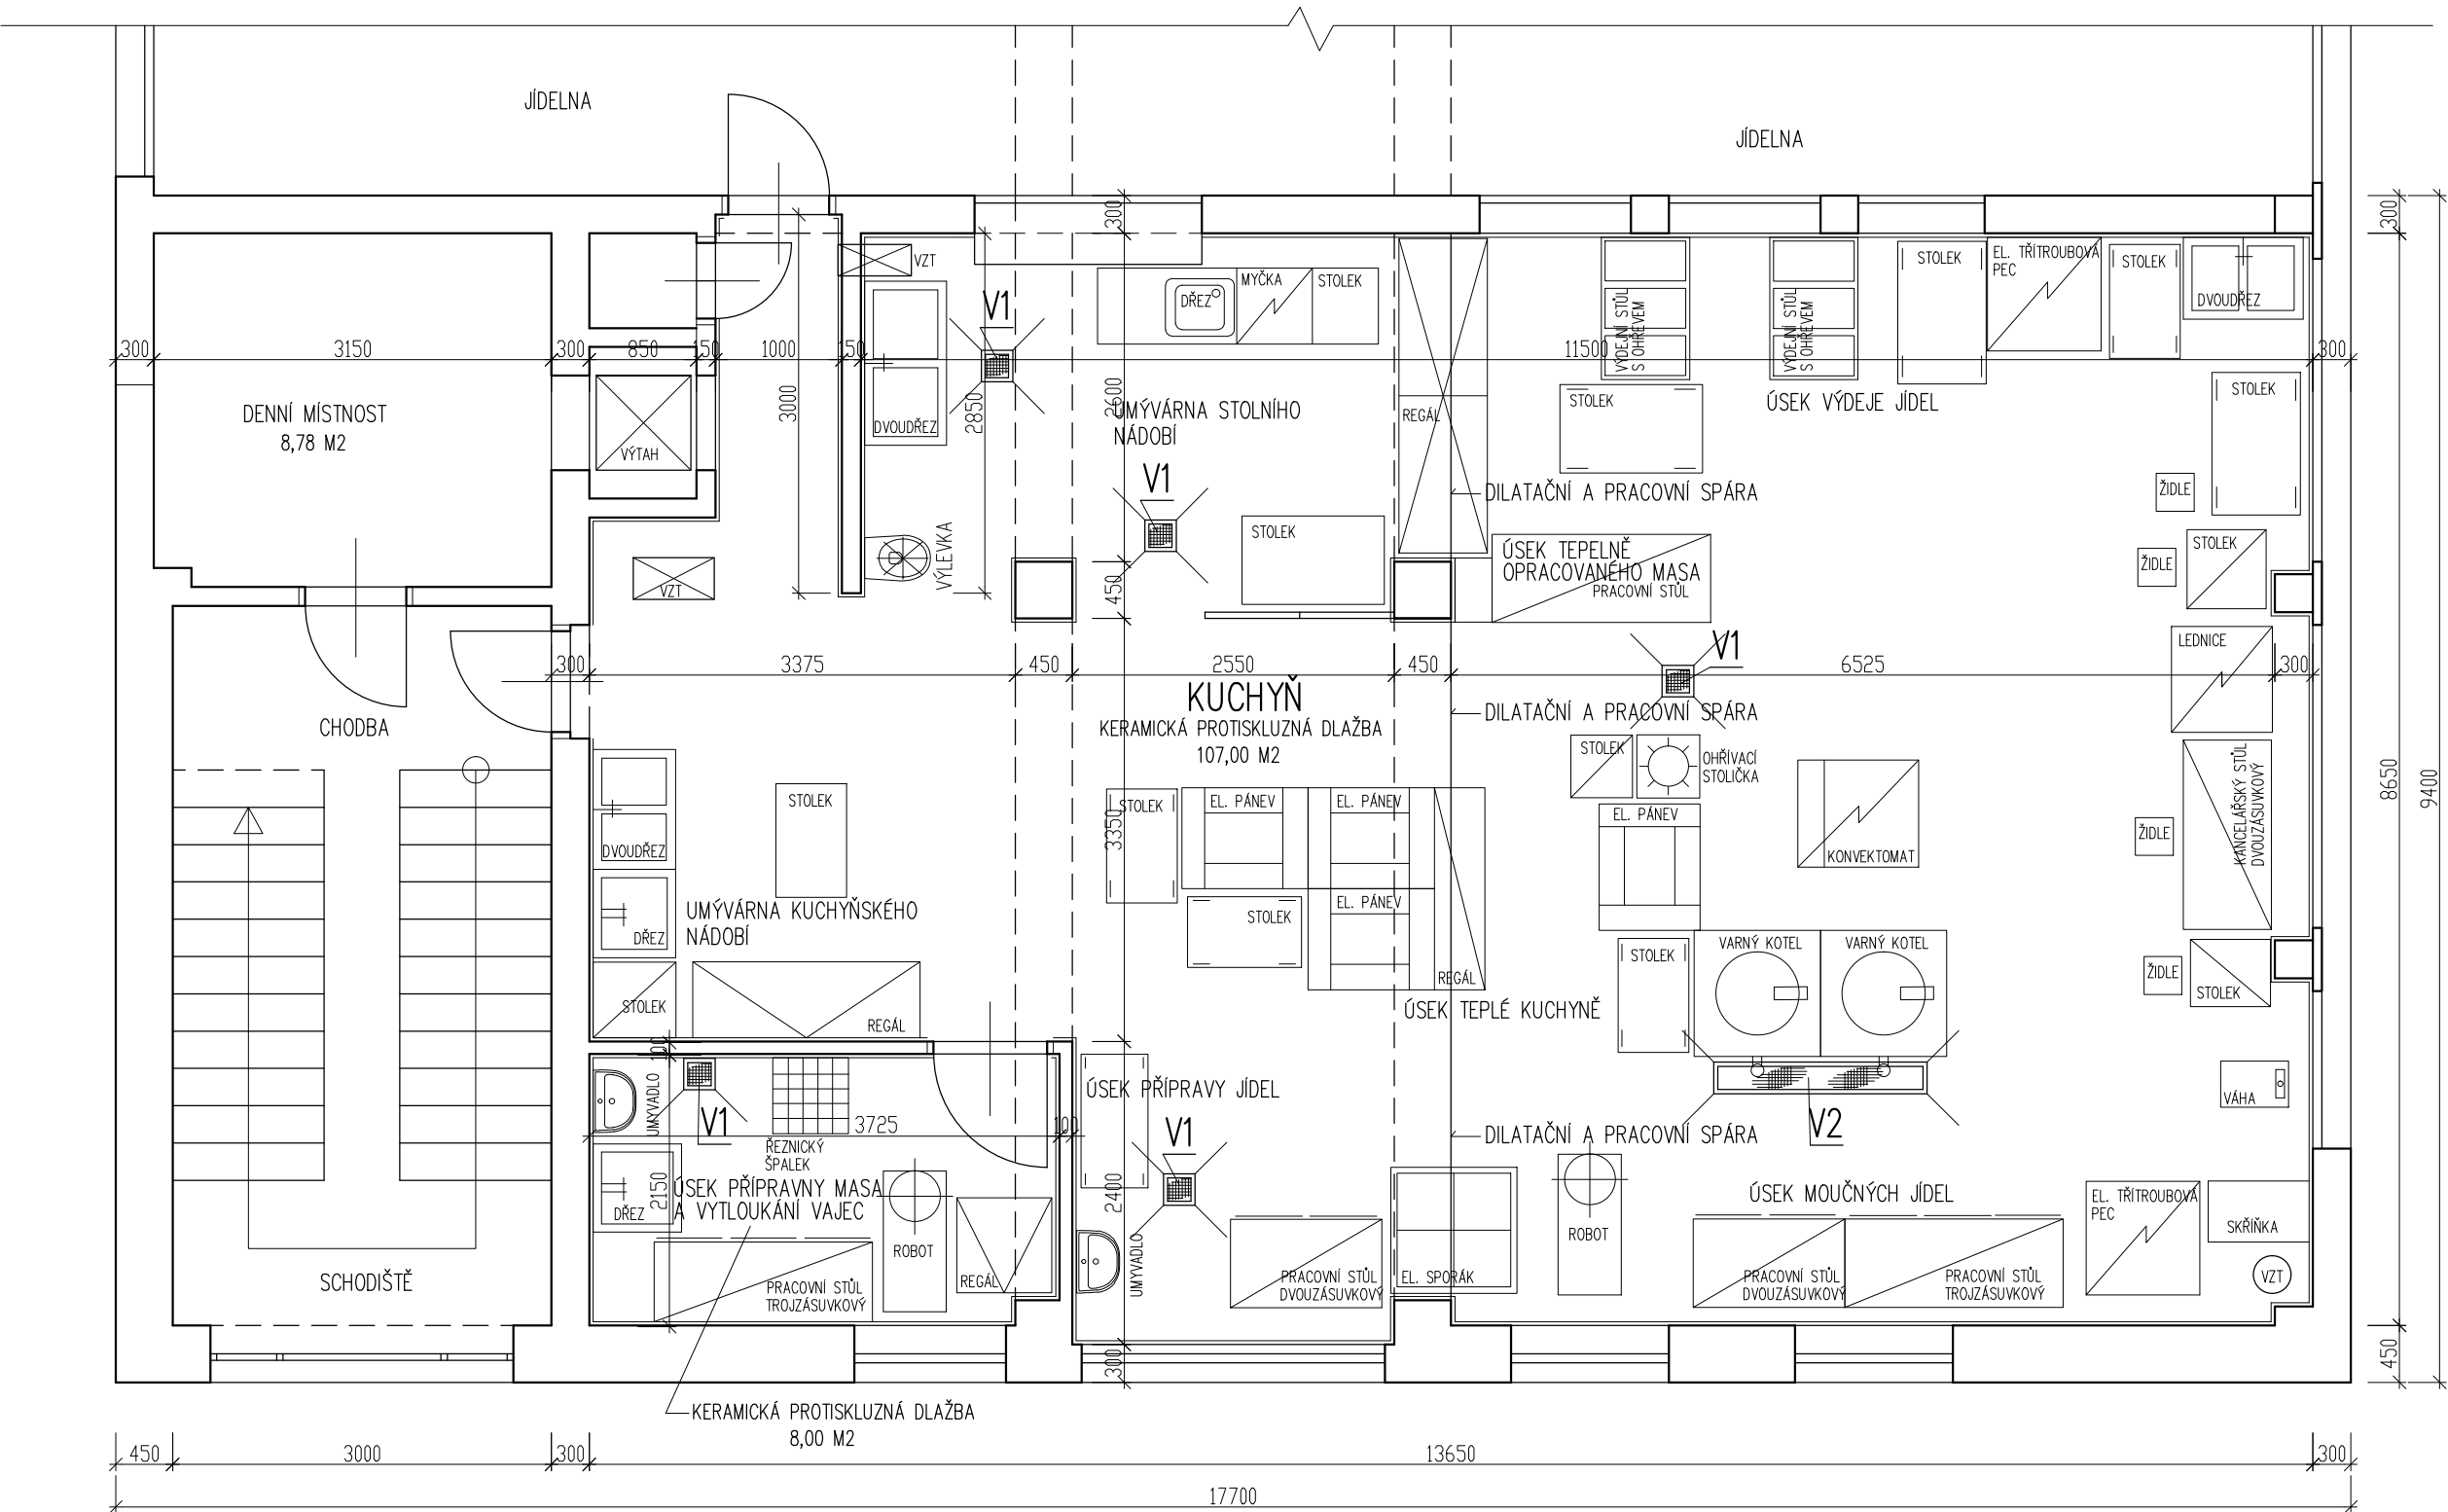 JÍDELNA
JÍDELNA
300
300
VZT
V1
DŘEZ
MYČKA
STOLEK
VÝDEJNÍ STŮL
S OHŘEVEM
VÝDEJNÍ STŮL
S OHŘEVEM
STOLEK
EL. TŘÍTROUBOVÁ
PEC
STOLEK
DVOUDŘEZ
300
3150
300
850
150
1000
150
11500
300
3000
2850
2600
DENNÍ MÍSTNOST
8,78 M2
VÝTAH
DVOUDŘEZ
UMÝVÁRNA STOLNÍHO
NÁDOBÍ
REGÁL
STOLEK
ÚSEK VÝDEJE JÍDEL
STOLEK
V1
DILATAČNÍ A PRACOVNÍ SPÁRA
ŽIDLE
STOLEK
VÝLEVKA
STOLEK
ÚSEK TEPELNĚ
OPRACOVANÉHO MASA
PRACOVNÍ STŮL
ŽIDLE
VZT
450
LEDNICE
V1
300
3375
450
2550
450
6525
300
KUCHYŇ
KERAMICKÁ PROTISKLUZNÁ DLAŽBA
107,00 M2
DILATAČNÍ A PRACOVNÍ SPÁRA
CHODBA
STOLEK
OHŘÍVACÍ
STOLIČKA
KANCELÁŘSKÝ STŮL
DVOUZÁSUVKOVÝ
8650
9400
STOLEK
STOLEK
3350
EL. PÁNEV
EL. PÁNEV
EL. PÁNEV
ŽIDLE
DVOUDŘEZ
KONVEKTOMAT
EL. PÁNEV
UMÝVÁRNA KUCHYŇSKÉHO
NÁDOBÍ
DŘEZ
STOLEK
VARNÝ KOTEL
VARNÝ KOTEL
STOLEK
ŽIDLE
STOLEK
STOLEK
REGÁL
REGÁL
ÚSEK TEPLÉ KUCHYNĚ
100
UMYVADLO
V1
ÚSEK PŘÍPRAVY JÍDEL
VÁHA
3725
100
V1
DILATAČNÍ A PRACOVNÍ SPÁRA
V2
ŘEZNICKÝ
ŠPALEK
2150
ÚSEK PŘÍPRAVNY MASA
A VYTLOUKÁNÍ VAJEC
DŘEZ
2400
ÚSEK MOUČNÝCH JÍDEL
EL. TŘÍTROUBOVÁ
PEC
SKŘÍŇKA
ROBOT
ROBOT
UMYVADLO
SCHODIŠTĚ
REGÁL
PRACOVNÍ STŮL
TROJZÁSUVKOVÝ
PRACOVNÍ STŮL
DVOUZÁSUVKOVÝ
EL. SPORÁK
PRACOVNÍ STŮL
DVOUZÁSUVKOVÝ
PRACOVNÍ STŮL
TROJZÁSUVKOVÝ
VZT
300
450
KERAMICKÁ PROTISKLUZNÁ DLAŽBA
8,00 M2
450
3000
300
13650
300
17700